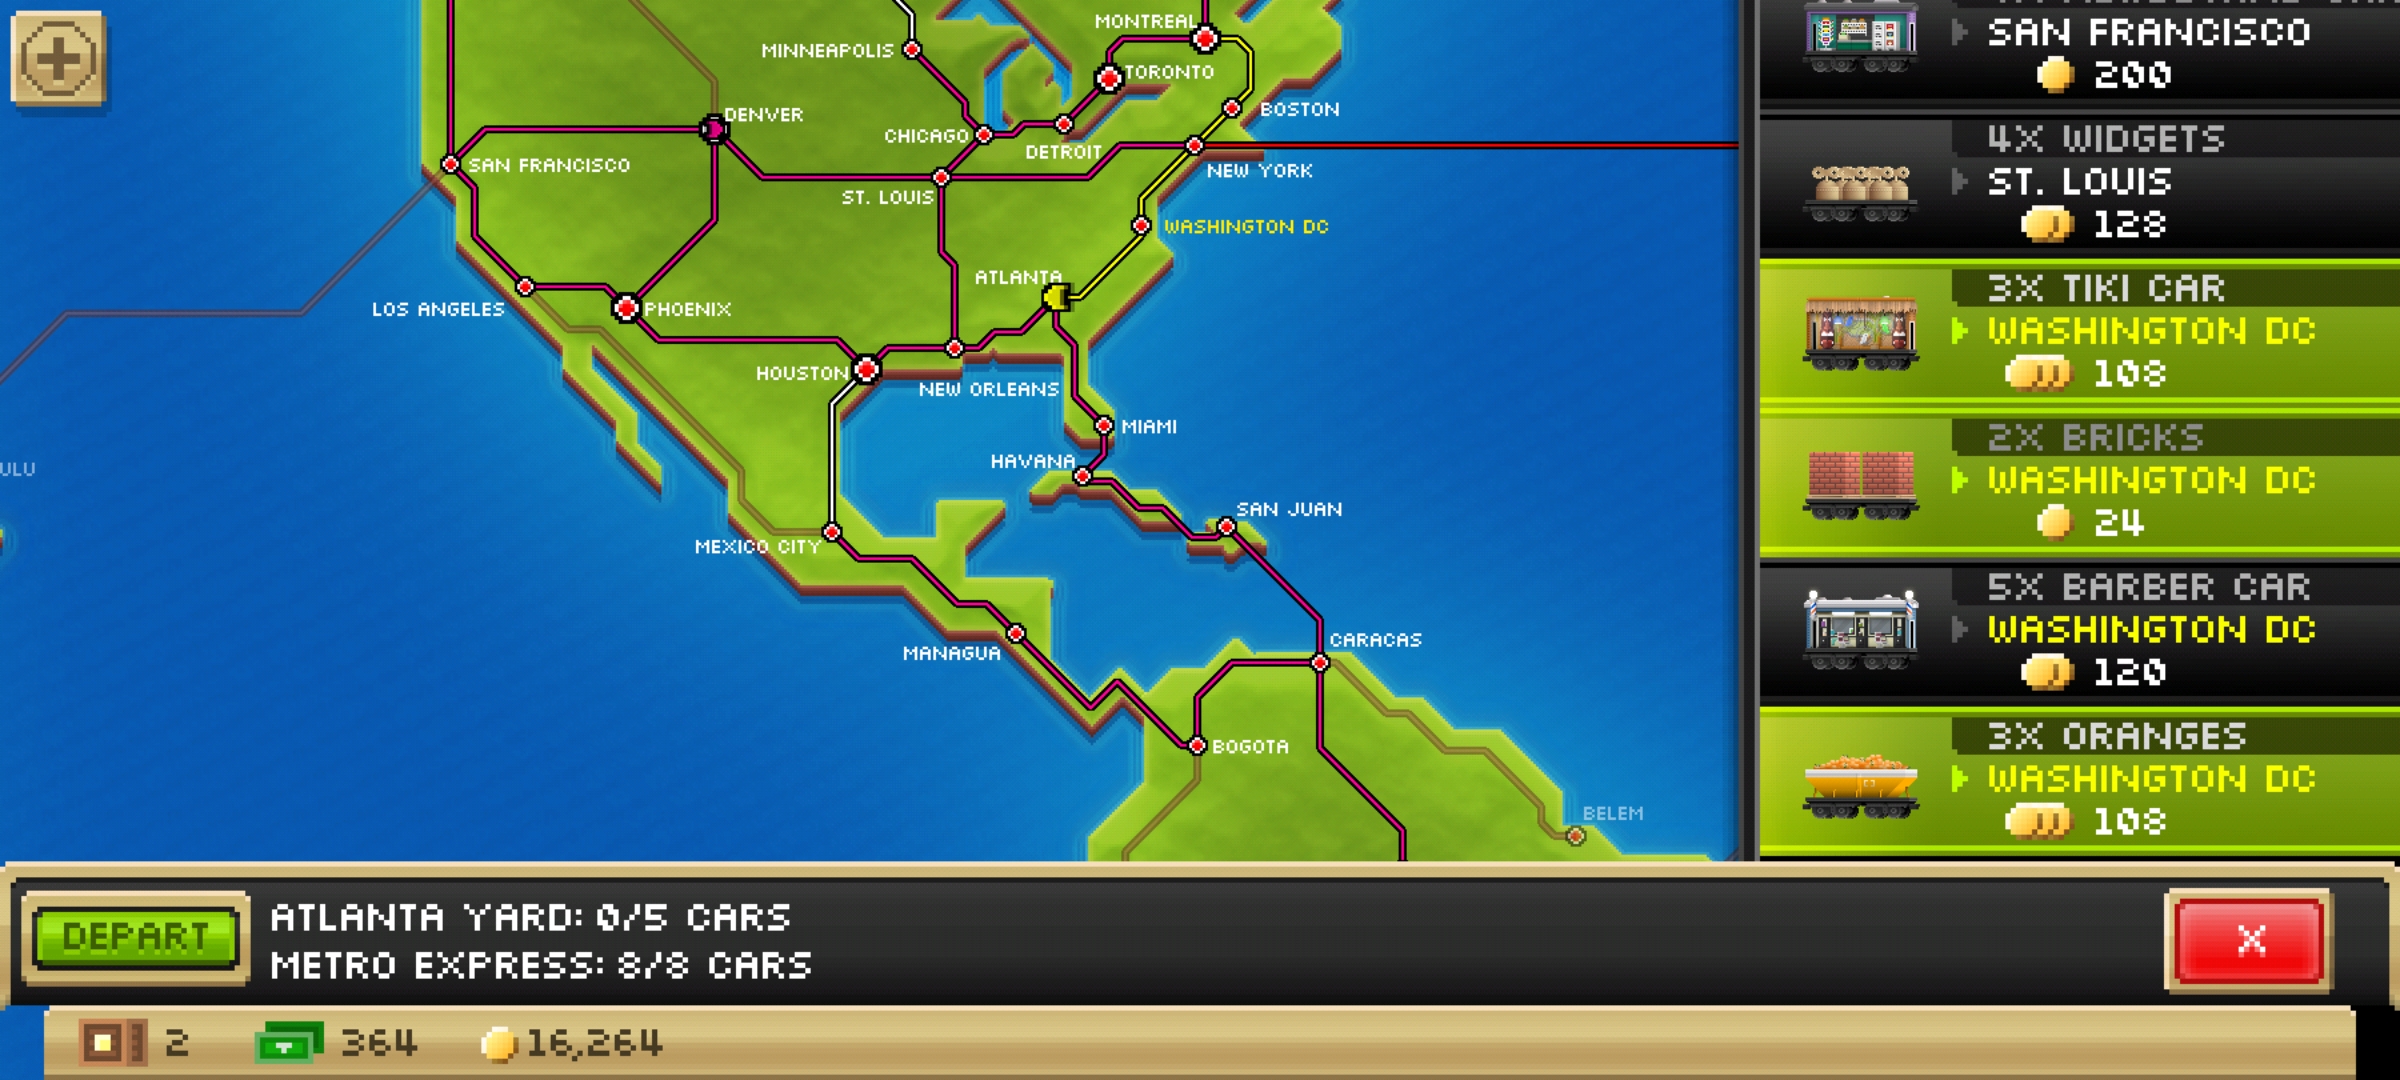 MONTREAL
MINNEAPOLIS
TORONTO
DENVER
BOSTON
CHICAGO
DETROIT
SAN FRANCISCO
NEW YORK
ST. LOUIS
WASHINGTON DC
ATLANTA
LOS ANGELES
PHOENIX
HOUSTON
NEW ORLEANS
MIAMI
HAVANA
ULU
SAN JUAN
MEXICO CITY
CARACAS
MANAGUA
BOGOTA
BELEM
SAN FRANCISCO
200
4X WIDGETS
ST. LOUIS
128
3X TIKI CAR
WASHINGTON DC
108
2X BRICKS
WASHINGTON DC
24
5X BARBER CAR
WASHINGTON DC
120
3X ORANGES
WASHINGTON DC
108
DEPART
ATLANTA YARD: 0/5 CARS
METRO EXPRESS: 8/8 CARS
X
2
364
16,264